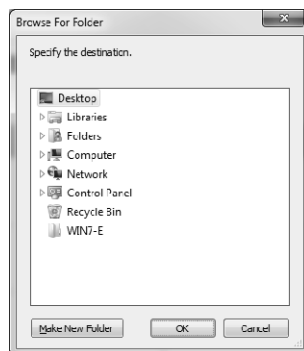 Browse For Folder
Specify the destination.
Desktop
Libraries
Folders
Computer
Network
Control Panel
Recycle Bin
WIN7-E
Make New Folder
OK
Cancel